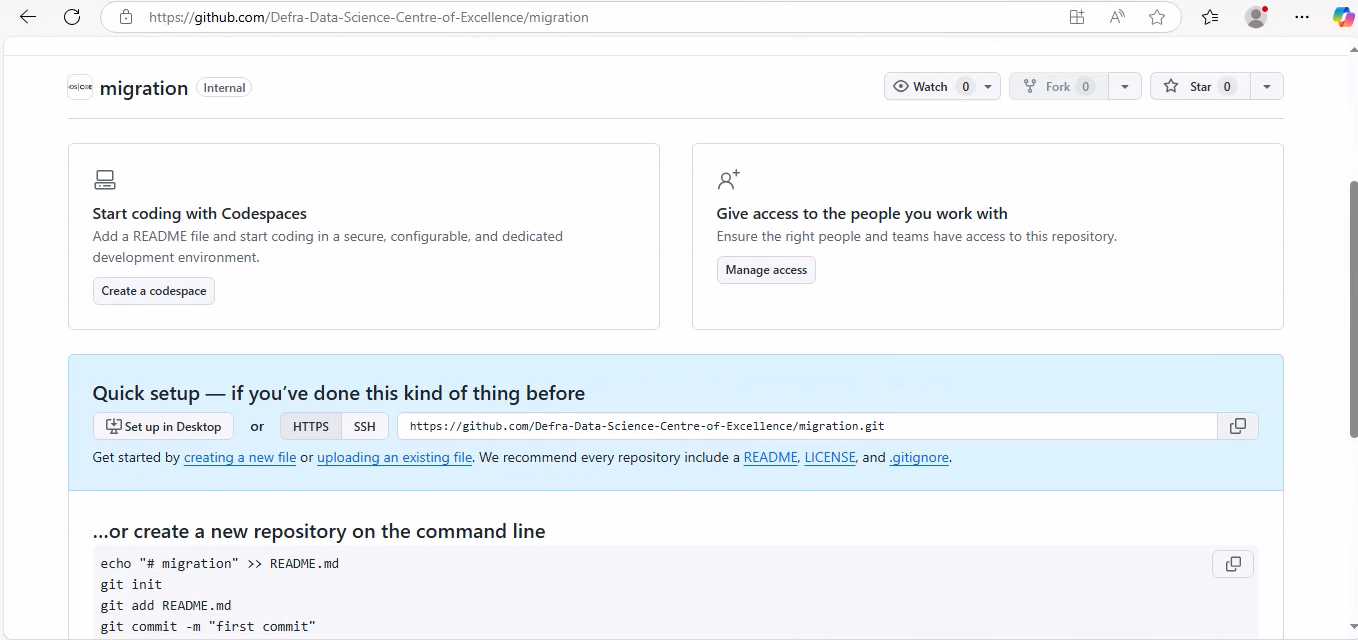 https://github.com/Defra-Data-Science-Centre-of-Excellence/migration
migration Internal
Watch 0
Fork 0
Star 0
Start coding with Codespaces
Add a README file and start coding in a secure, configurable, and dedicated
development environment.
Create a codespace
Give access to the people you work with
Ensure the right people and teams have access to this repository.
Manage access
Quick setup — if you've done this kind of thing before
Set up in Desktop or HTTPS SSH https://github.com/Defra-Data-Science-Centre-of-Excellence/migration.git
Get started by creating a new file or uploading an existing file. We recommend every repository include a README, LICENSE, and .gitignore.
…or create a new repository on the command line
echo "# migration" >> README.md
git init
git add README.md
git commit -m "first commit"